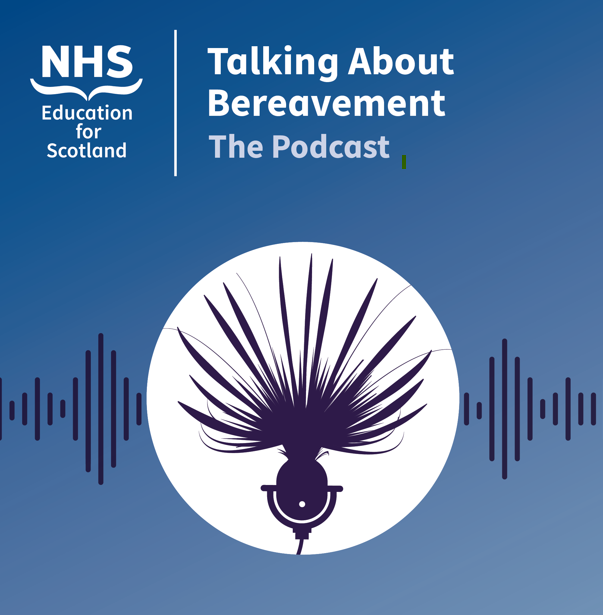 NHS
Education
for
Scotland
Talking About
Bereavement
The Podcast